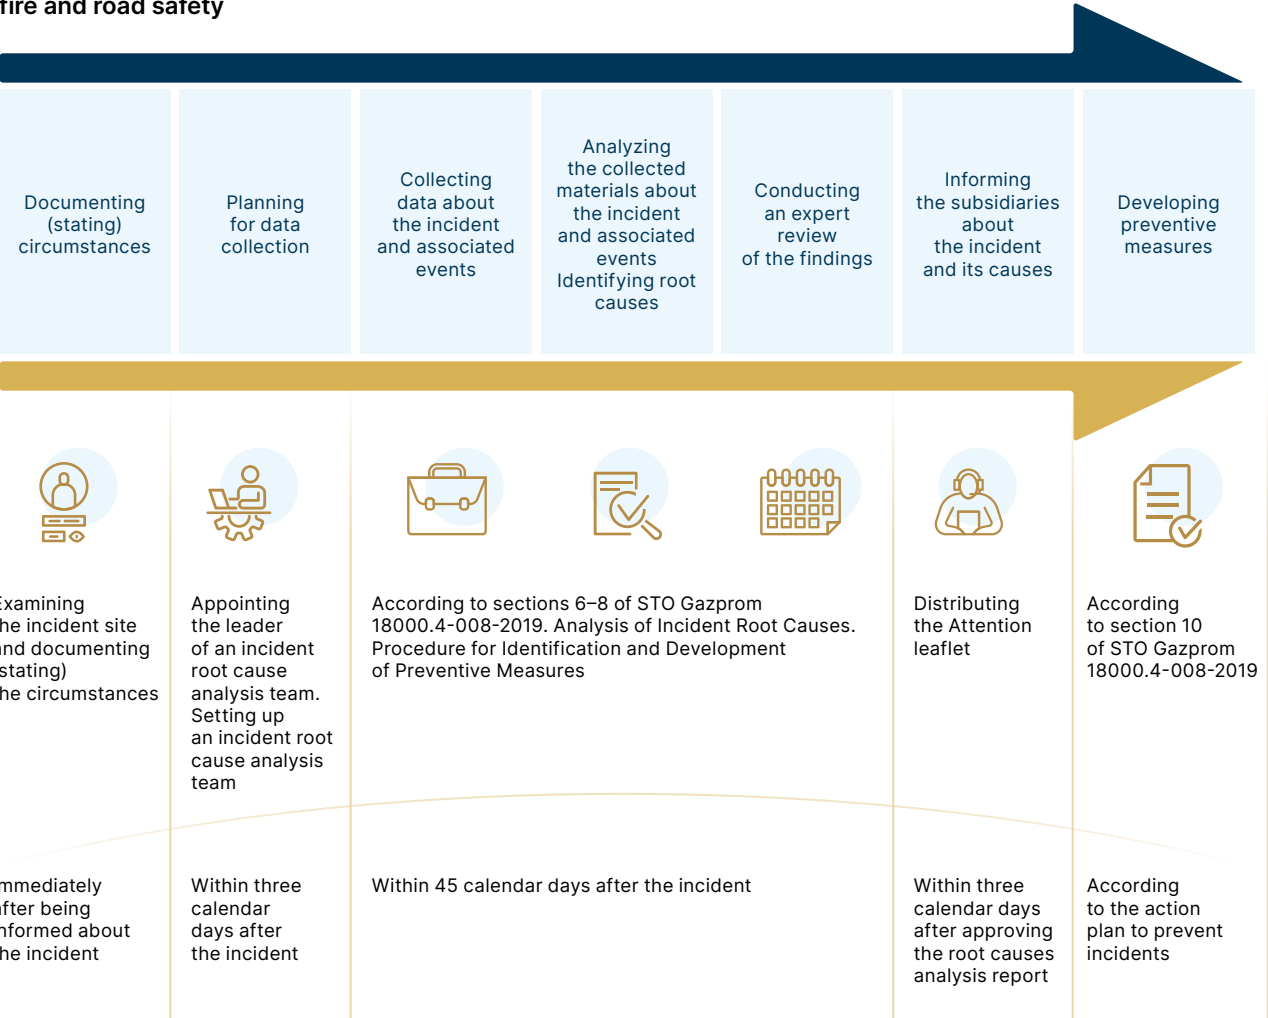 fire and road safety
Documenting
(stating)
circumstances
Planning
for data
collection
Collecting
data about
the incident
and associated
events
Analyzing
the collected
materials about
the incident
and associated
events
Identifying root
causes
Conducting
an expert
review
of the findings
Informing
the subsidiaries
about
the incident
and its causes
Developing
preventive
measures
Examining
he incident site
and documenting
stating)
he circumstances
Appointing
the leader
of an incident
root cause
analysis team.
Setting up
an incident root
cause analysis
team
According to sections 6–8 of STO Gazprom
18000.4-008-2019. Analysis of Incident Root Causes.
Procedure for Identification and Development
of Preventive Measures
Distributing
the Attention
leaflet
According
to section 10
of STO Gazprom
18000.4-008-2019
mmediately
after being
nformed about
he incident
Within three
calendar
days after
the incident
Within 45 calendar days after the incident
Within three
calendar days
after approving
the root causes
analysis report
According
to the action
plan to prevent
incidents